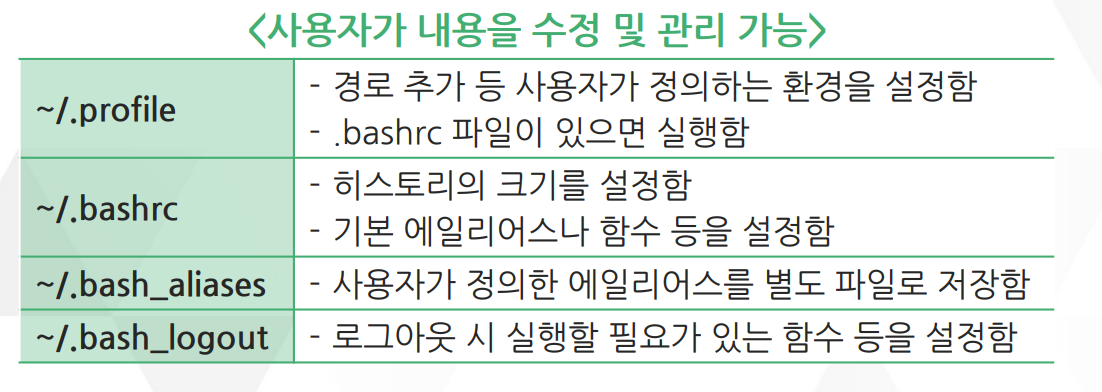 <사용자가 내용을 수정 및 관리 가능>
~/.profile
- 경로 추가 등 사용자가 정의하는 환경을 설정함
- .bashrc 파일이 있으면 실행함
~/.bashrc
- 히스토리의 크기를 설정함
- 기본 에일리어스나 함수 등을 설정함
~/.bash_aliases
- 사용자가 정의한 에일리어스를 별도 파일로 저장함
~/.bash_logout
- 로그아웃 시 실행할 필요가 있는 함수 등을 설정함